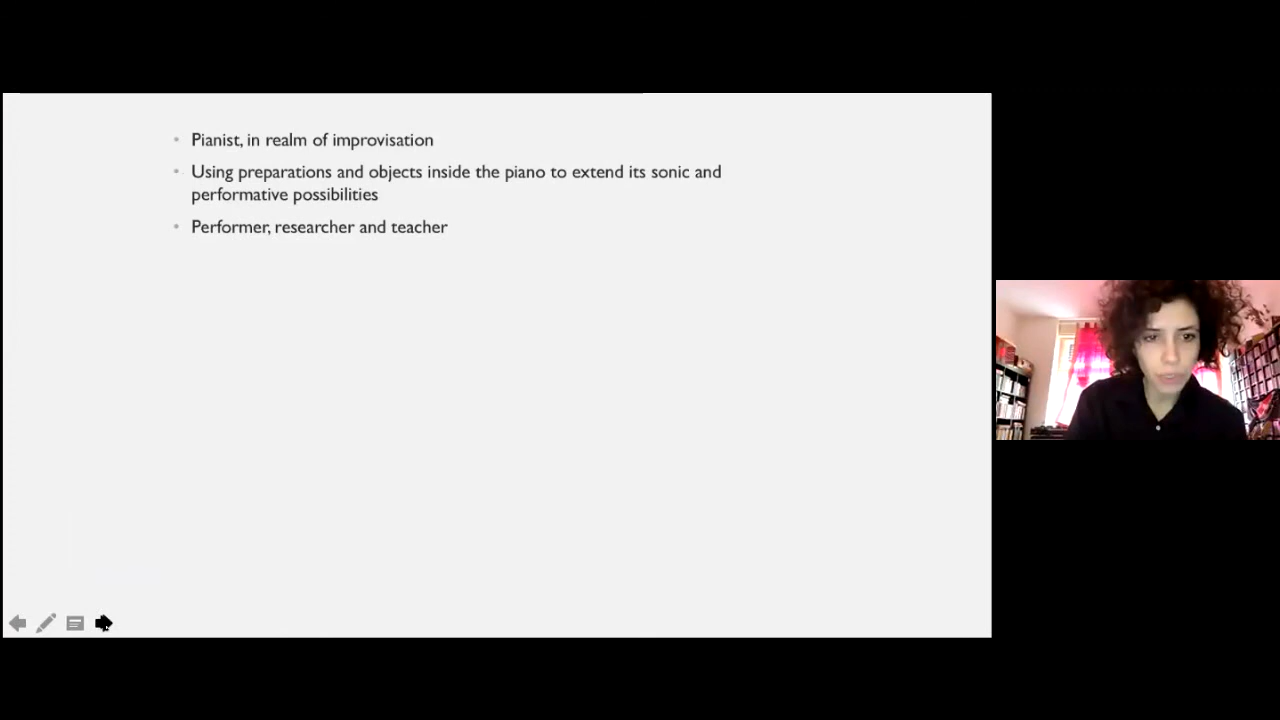 • Pianist, in realm of improvisation
• Using preparations and objects inside the piano to extend its sonic and
performative possibilities
• Performer, researcher and teacher